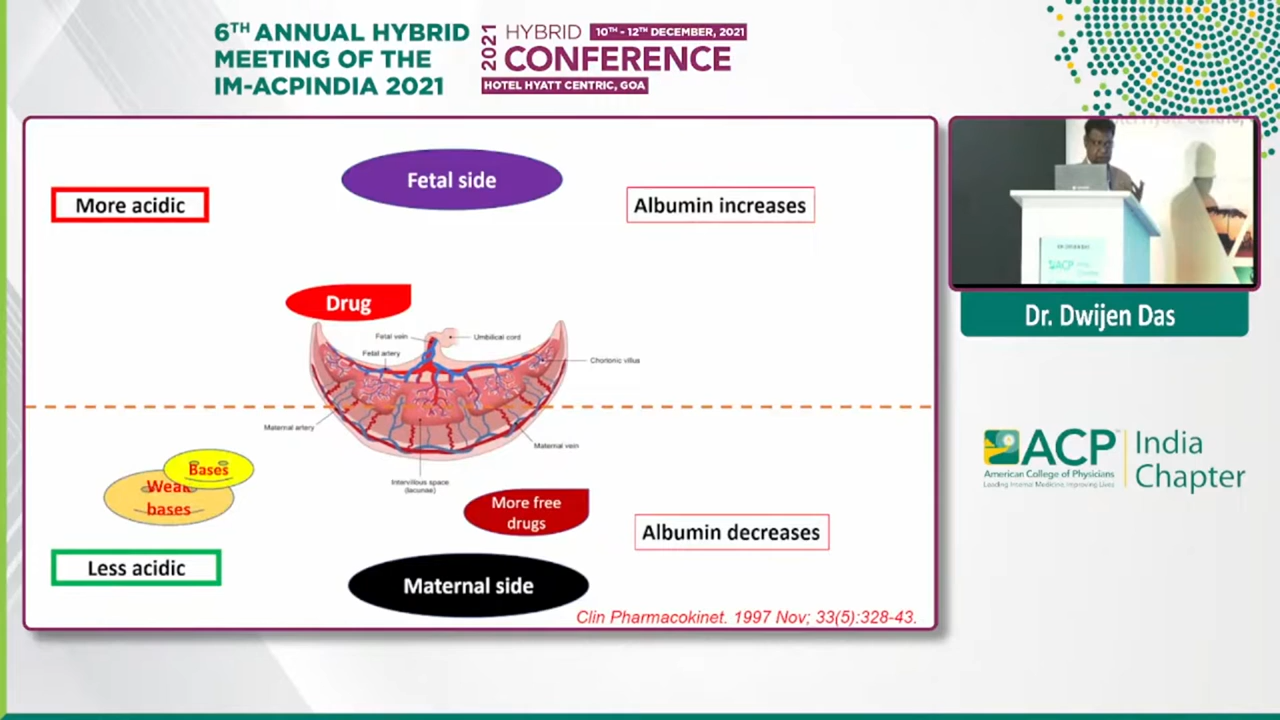 6TH ANNUAL HYBRID
MEETING OF THE
IM-ACPINDIA 2021
2021
HYBRID
10TH - 12TH DECEMBER, 2021
CONFERENCE
HOTEL HYATT CENTRIC, GOA
Fetal side
More acidic
Albumin increases
Drug
Fetal vein
Umbilical cord
Fetal artery
Chorionic villus
Maternal artery
Maternal vein
Intervillous space
(lacunae)
Bases
Weak
bases
More free
drugs
Albumin decreases
Less acidic
Maternal side
Clin Pharmacokinet. 1997 Nov; 33(5):328-43.
ACP
Dr. Dwijen Das
ACP
American College of Physicians
Leading Internal Medicine, Improving Lives
India
Chapter